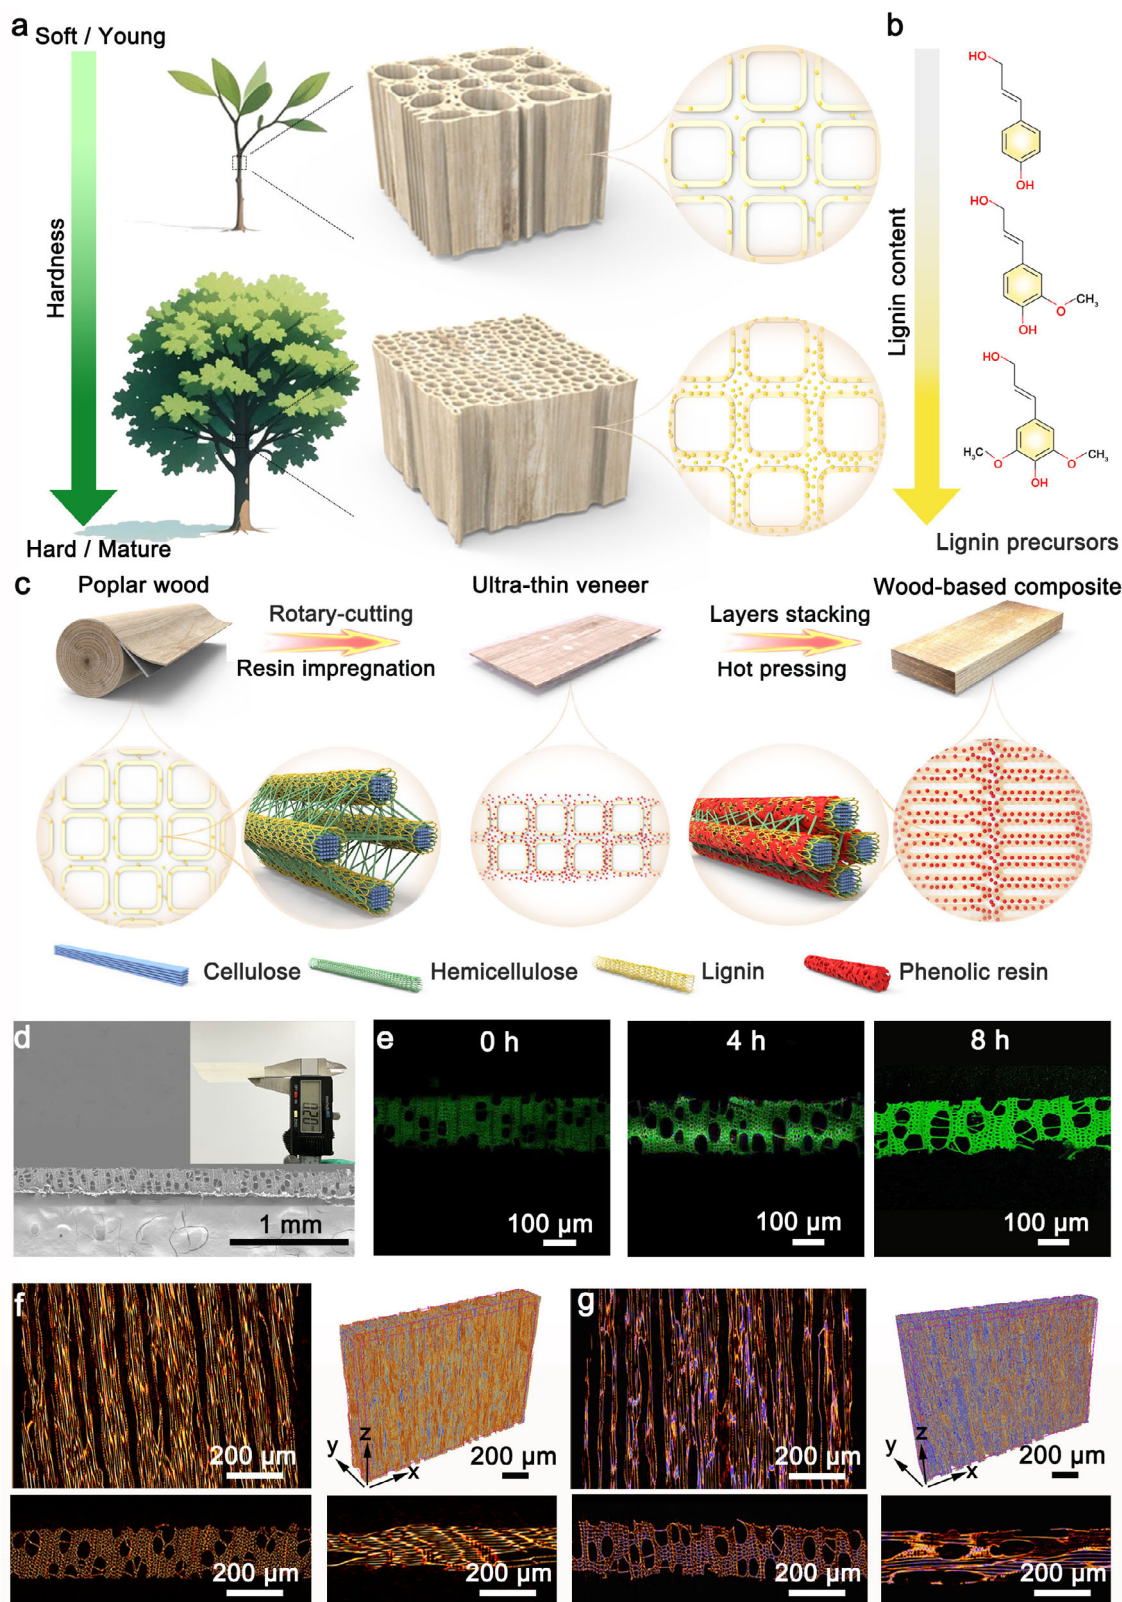 a
Soft / Young
Hardness
Hard / Mature
b
Lignin content
HO
OH
HO
O
CH₃
OH
HO
H₃C
O
O
CH₃
OH
Lignin precursors
c
Poplar wood
Rotary-cutting
Resin impregnation
Ultra-thin veneer
Layers stacking
Hot pressing
Wood-based composite
Cellulose
Hemicellulose
Lignin
Phenolic resin
d
1 mm
e
0 h
100 µm
4 h
100 µm
8 h
100 µm
f
200 µm
z
y
x
200 µm
200 µm
200 µm
g
200 µm
z
y
x
200 µm
200 µm
200 µm